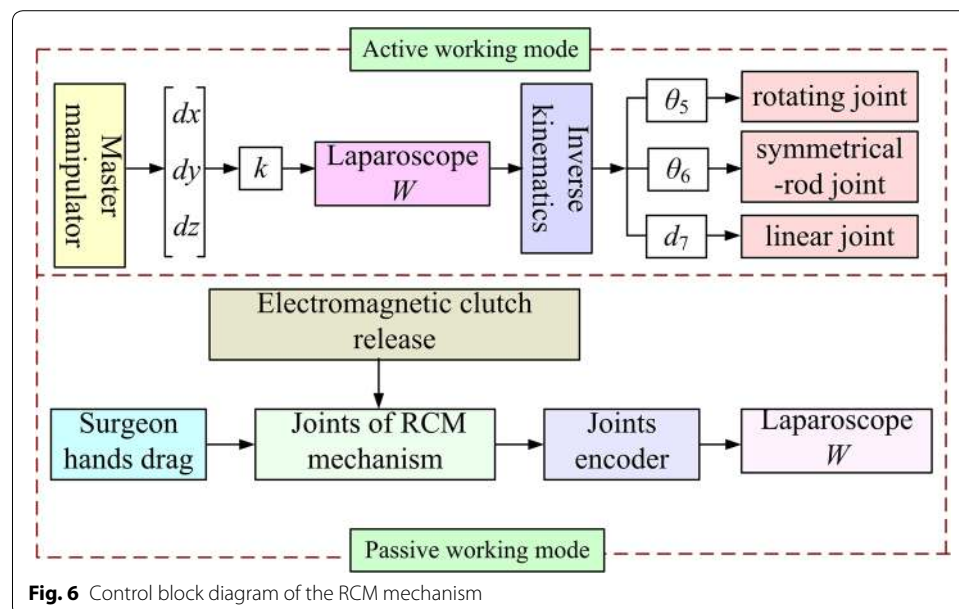 Active working mode
Master
manipulator
dx
dy
dz
k
Laparoscope
W
Inverse
kinematics
θ5
rotating joint
θ6
symmetrical
-rod joint
d7
linear joint
Electromagnetic clutch
release
Surgeon
hands drag
Joints of RCM
mechanism
Joints
encoder
Laparoscope
W
Passive working mode
Fig. 6 Control block diagram of the RCM mechanism